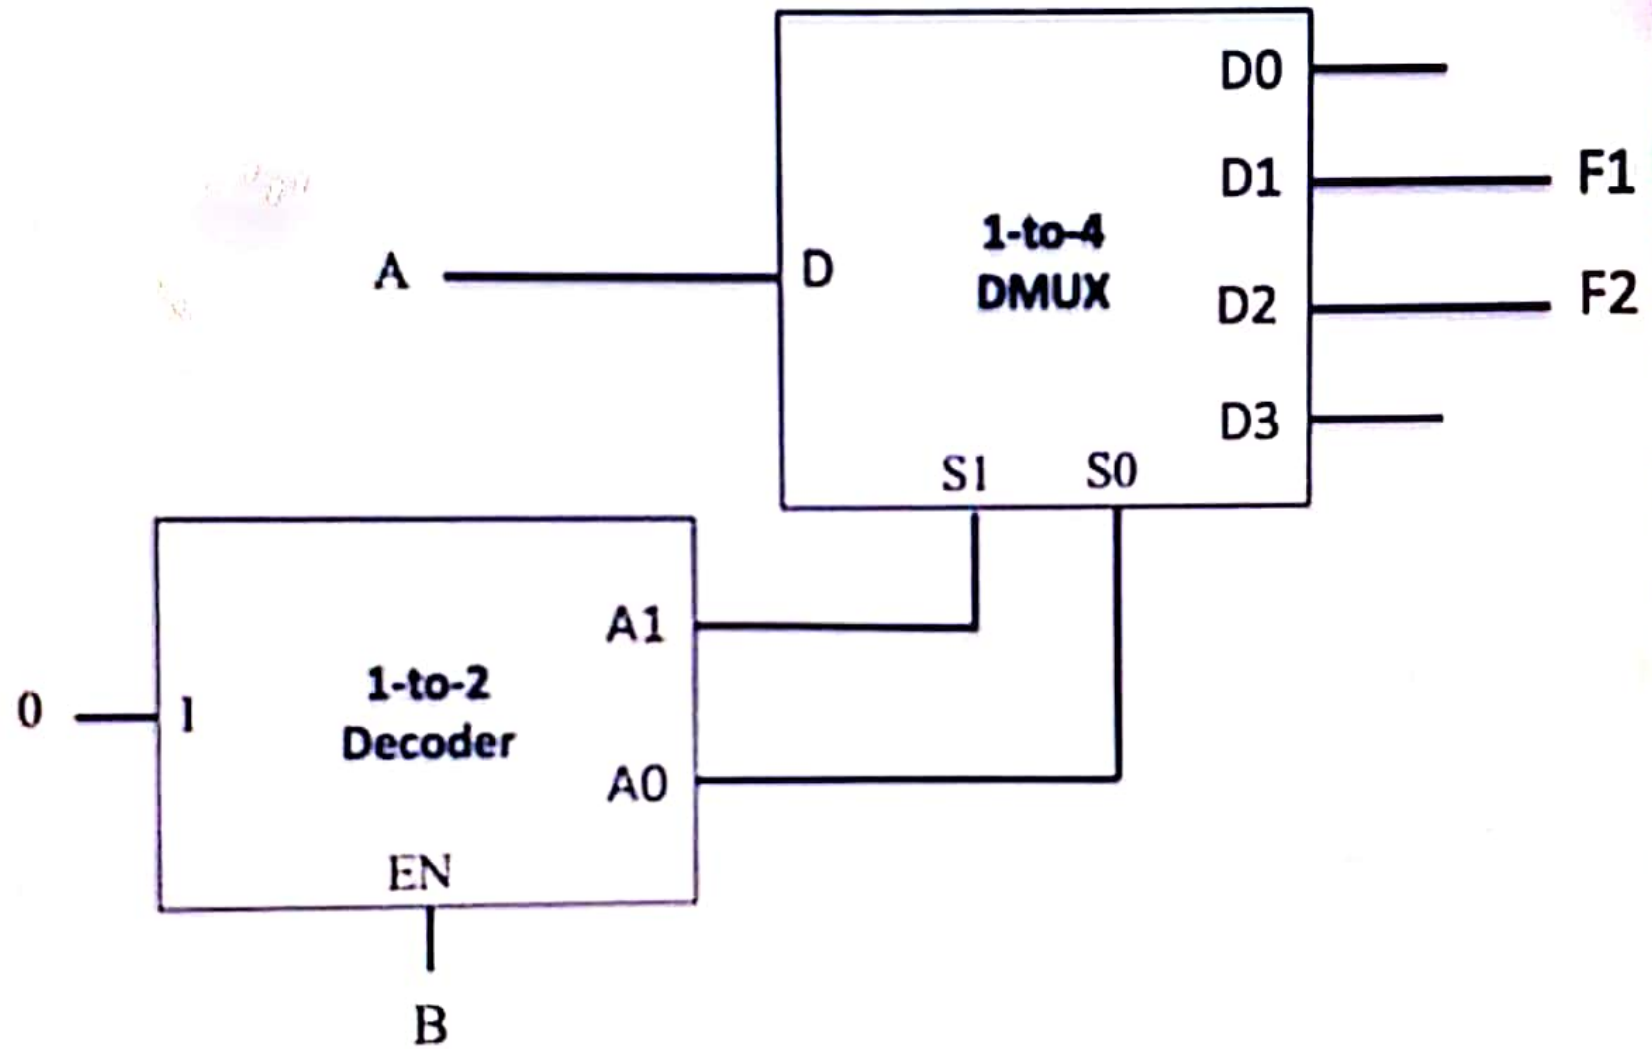 D0
D1
F1
1-to-4
DMUX
A
D
D2
F2
D3
S1
S0
A1
1-to-2
Decoder
0
I
A0
EN
B